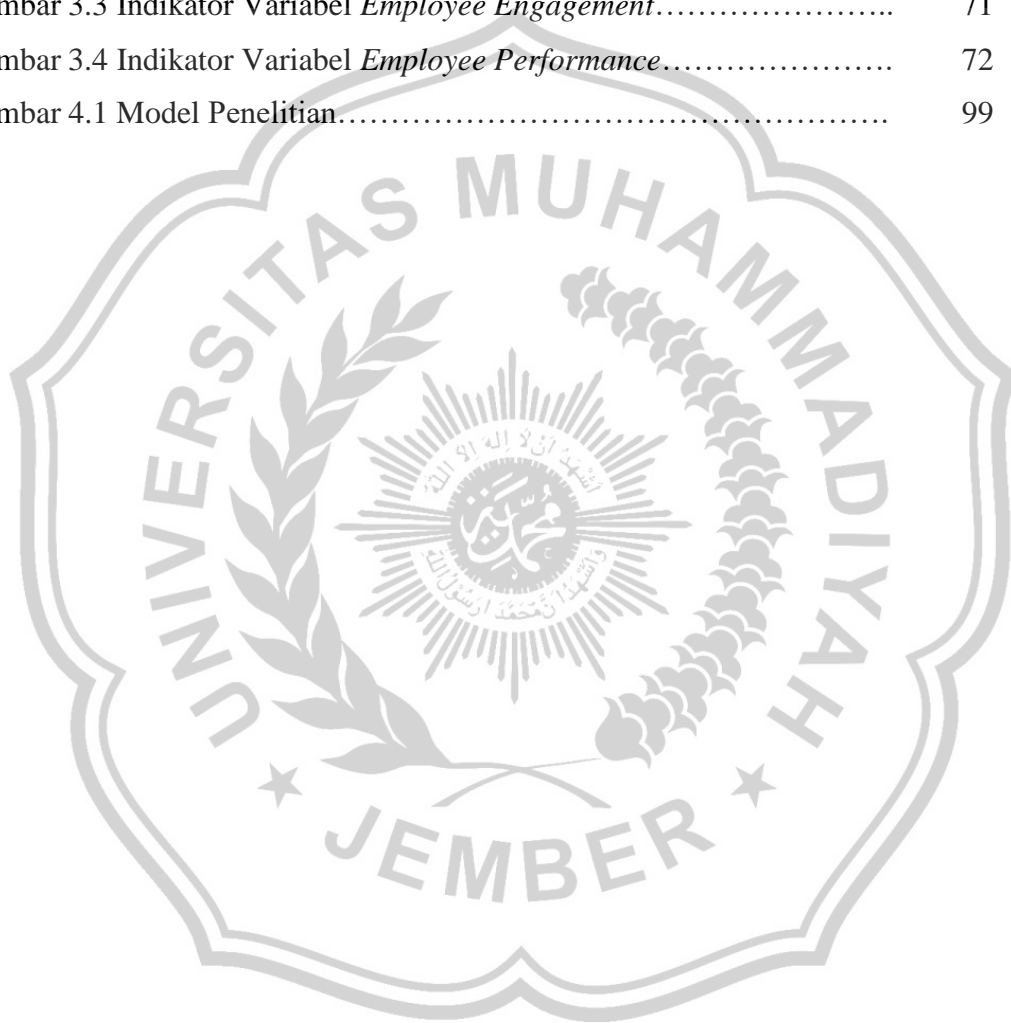 mbar 3.3 Indikator Variabel Employee Engagement………………….. 71
mbar 3.4 Indikator Variabel Employee Performance…………………. 72
mbar 4.1 Model Penelitian……………………………………………. 99
UNIVERSITAS MUHAMMADIYAH
JEMBER